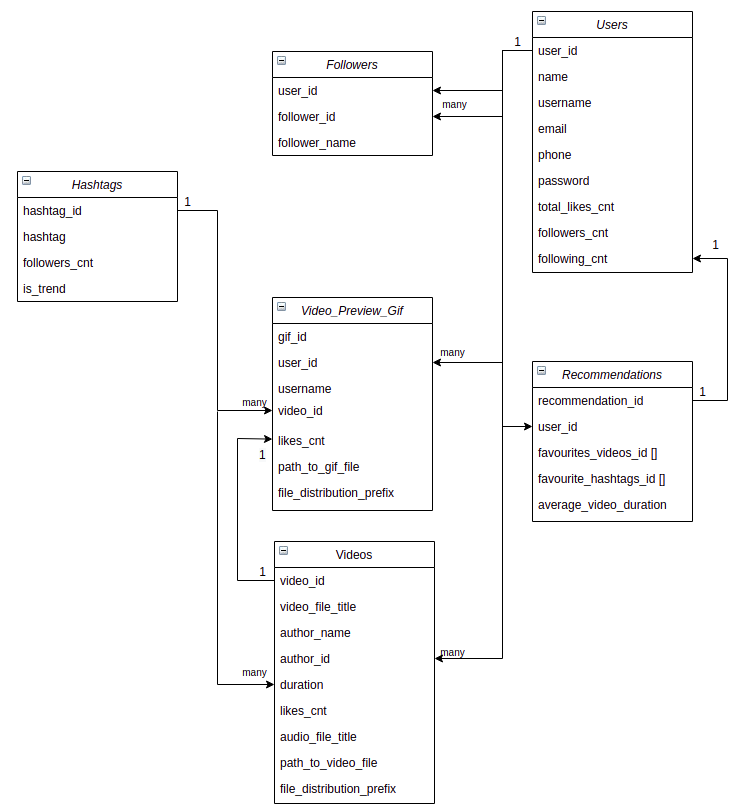 Users
user_id
name
username
email
phone
password
total_likes_cnt
followers_cnt
following_cnt
1
Followers
user_id
follower_id
follower_name
many
Hashtags
hashtag_id
hashtag
followers_cnt
is_trend
1
1
Video_Preview_Gif
gif_id
user_id
username
video_id
likes_cnt
path_to_gif_file
file_distribution_prefix
many
many
1
Recommendations
recommendation_id
user_id
favourites_videos_id []
favourite_hashtags_id []
average_video_duration
1
Videos
video_id
video_file_title
author_name
author_id
duration
likes_cnt
audio_file_title
path_to_video_file
file_distribution_prefix
1
many
many